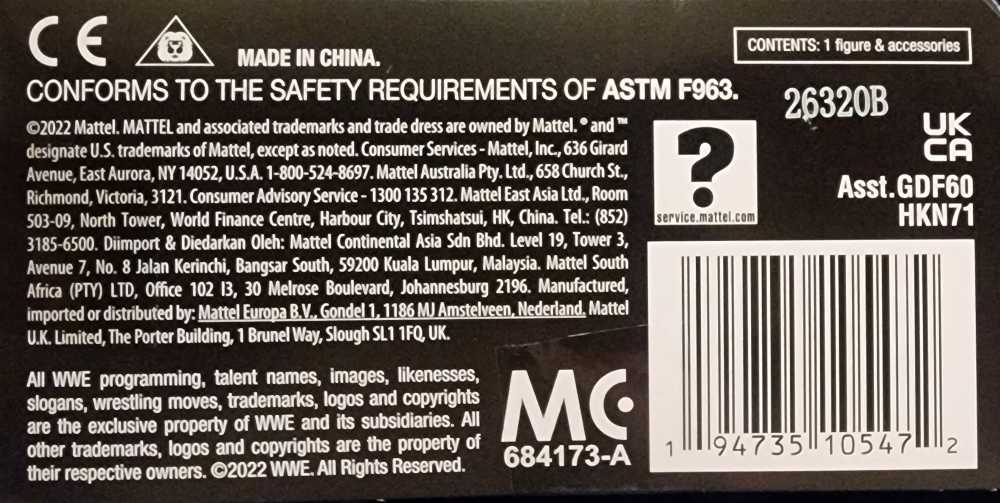 CE
MADE IN CHINA.
CONTENTS: 1 figure & accessories
CONFORMS TO THE SAFETY REQUIREMENTS OF ASTM F963.
26320B
©2022 Mattel. MATTEL and associated trademarks and trade dress are owned by Mattel. ® and ™
designate U.S. trademarks of Mattel, except as noted. Consumer Services - Mattel, Inc., 636 Girard
Avenue, East Aurora, NY 14052, U.S.A. 1-800-524-8697. Mattel Australia Pty. Ltd., 658 Church St.,
Richmond, Victoria, 3121. Consumer Advisory Service - 1300 135 312. Mattel East Asia Ltd., Room
503-09, North Tower, World Finance Centre, Harbour City, Tsimshatsui, HK, China. Tel.: (852)
3185-6500. Diimport & Diedarkan Oleh: Mattel Continental Asia Sdn Bhd. Level 19, Tower 3,
Avenue 7, No. 8 Jalan Kerinchi, Bangsar South, 59200 Kuala Lumpur, Malaysia. Mattel South
Africa (PTY) LTD, Office 102 I3, 30 Melrose Boulevard, Johannesburg 2196. Manufactured,
imported or distributed by: Mattel Europa B.V., Gondel 1, 1186 MJ Amstelveen, Nederland. Mattel
U.K. Limited, The Porter Building, 1 Brunel Way, Slough SL1 1FQ, UK.
?
service.mattel.com
UK
CA
Asst.GDF60
HKN71
All WWE programming, talent names, images, likenesses,
slogans, wrestling moves, trademarks, logos and copyrights
are the exclusive property of WWE and its subsidiaries. All
other trademarks, logos and copyrights are the property of
their respective owners. ©2022 WWE. All Rights Reserved.
MC
684173-A
1 94735 10547 2